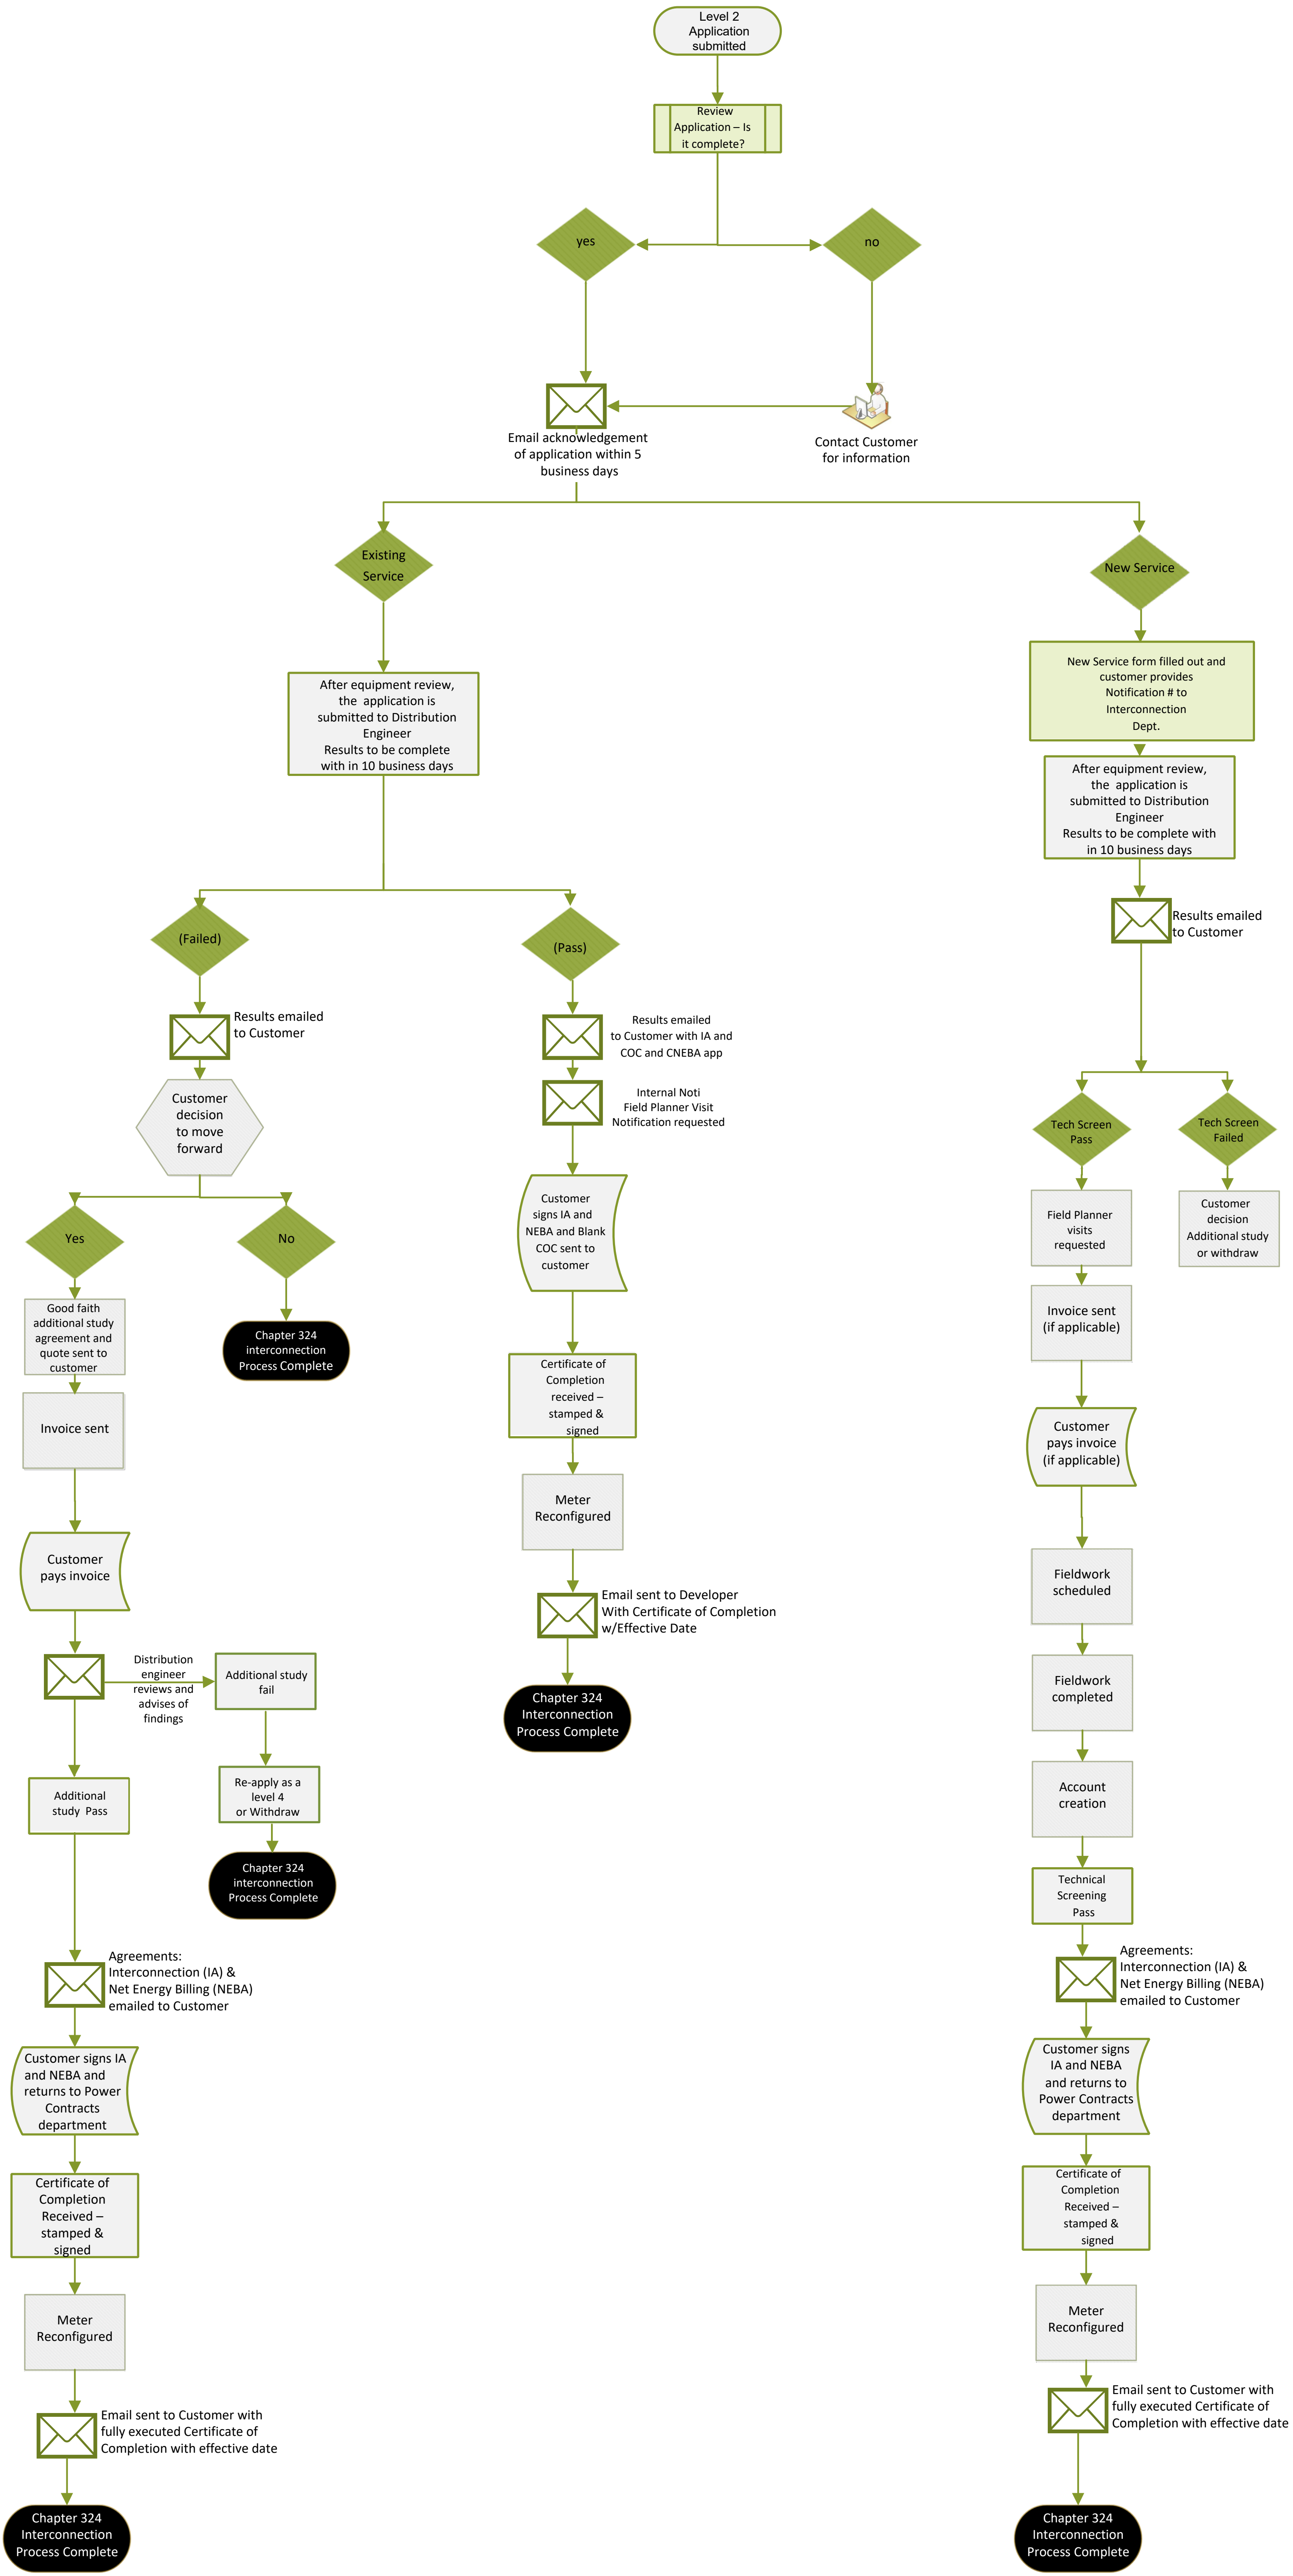 Level 2
Application
submitted
Review
Application – Is
it complete?
yes
no
Email acknowledgement
of application within 5
business days
Contact Customer
for information
Existing
Service
New Service
After equipment review,
the application is
submitted to Distribution
Engineer
Results to be complete
with in 10 business days
New Service form filled out and
customer provides
Notification # to
Interconnection
Dept.
After equipment review,
the application is
submitted to Distribution
Engineer
Results to be complete with
in 10 business days
Results emailed
to Customer
(Failed)
(Pass)
Results emailed
to Customer
Results emailed
to Customer with IA and
COC and CNEBA app
Internal Noti
Field Planner Visit
Notification requested
Customer
decision
to move
forward
Tech Screen
Pass
Tech Screen
Failed
Yes
No
Customer
signs IA and
NEBA and Blank
COC sent to
customer
Field Planner
visits
requested
Customer
decision
Additional study
or withdraw
Good faith
additional study
agreement and
quote sent to
customer
Chapter 324
interconnection
Process Complete
Invoice sent
(if applicable)
Invoice sent
Certificate of
Completion
received –
stamped &
signed
Customer
pays invoice
(if applicable)
Meter
Reconfigured
Customer
pays invoice
Fieldwork
scheduled
Email sent to Developer
With Certificate of Completion
w/Effective Date
Distribution
engineer
reviews and
advises of
findings
Additional study
fail
Fieldwork
completed
Chapter 324
Interconnection
Process Complete
Additional
study Pass
Re-apply as a
level 4
or Withdraw
Account
creation
Chapter 324
interconnection
Process Complete
Technical
Screening
Pass
Agreements:
Interconnection (IA) &
Net Energy Billing (NEBA)
emailed to Customer
Agreements:
Interconnection (IA) &
Net Energy Billing (NEBA)
emailed to Customer
Customer signs IA
and NEBA and
returns to Power
Contracts
department
Customer signs
IA and NEBA
and returns to
Power Contracts
department
Certificate of
Completion
Received –
stamped &
signed
Certificate of
Completion
Received –
stamped &
signed
Meter
Reconfigured
Meter
Reconfigured
Email sent to Customer with
fully executed Certificate of
Completion with effective date
Email sent to Customer with
fully executed Certificate of
Completion with effective date
Chapter 324
Interconnection
Process Complete
Chapter 324
Interconnection
Process Complete